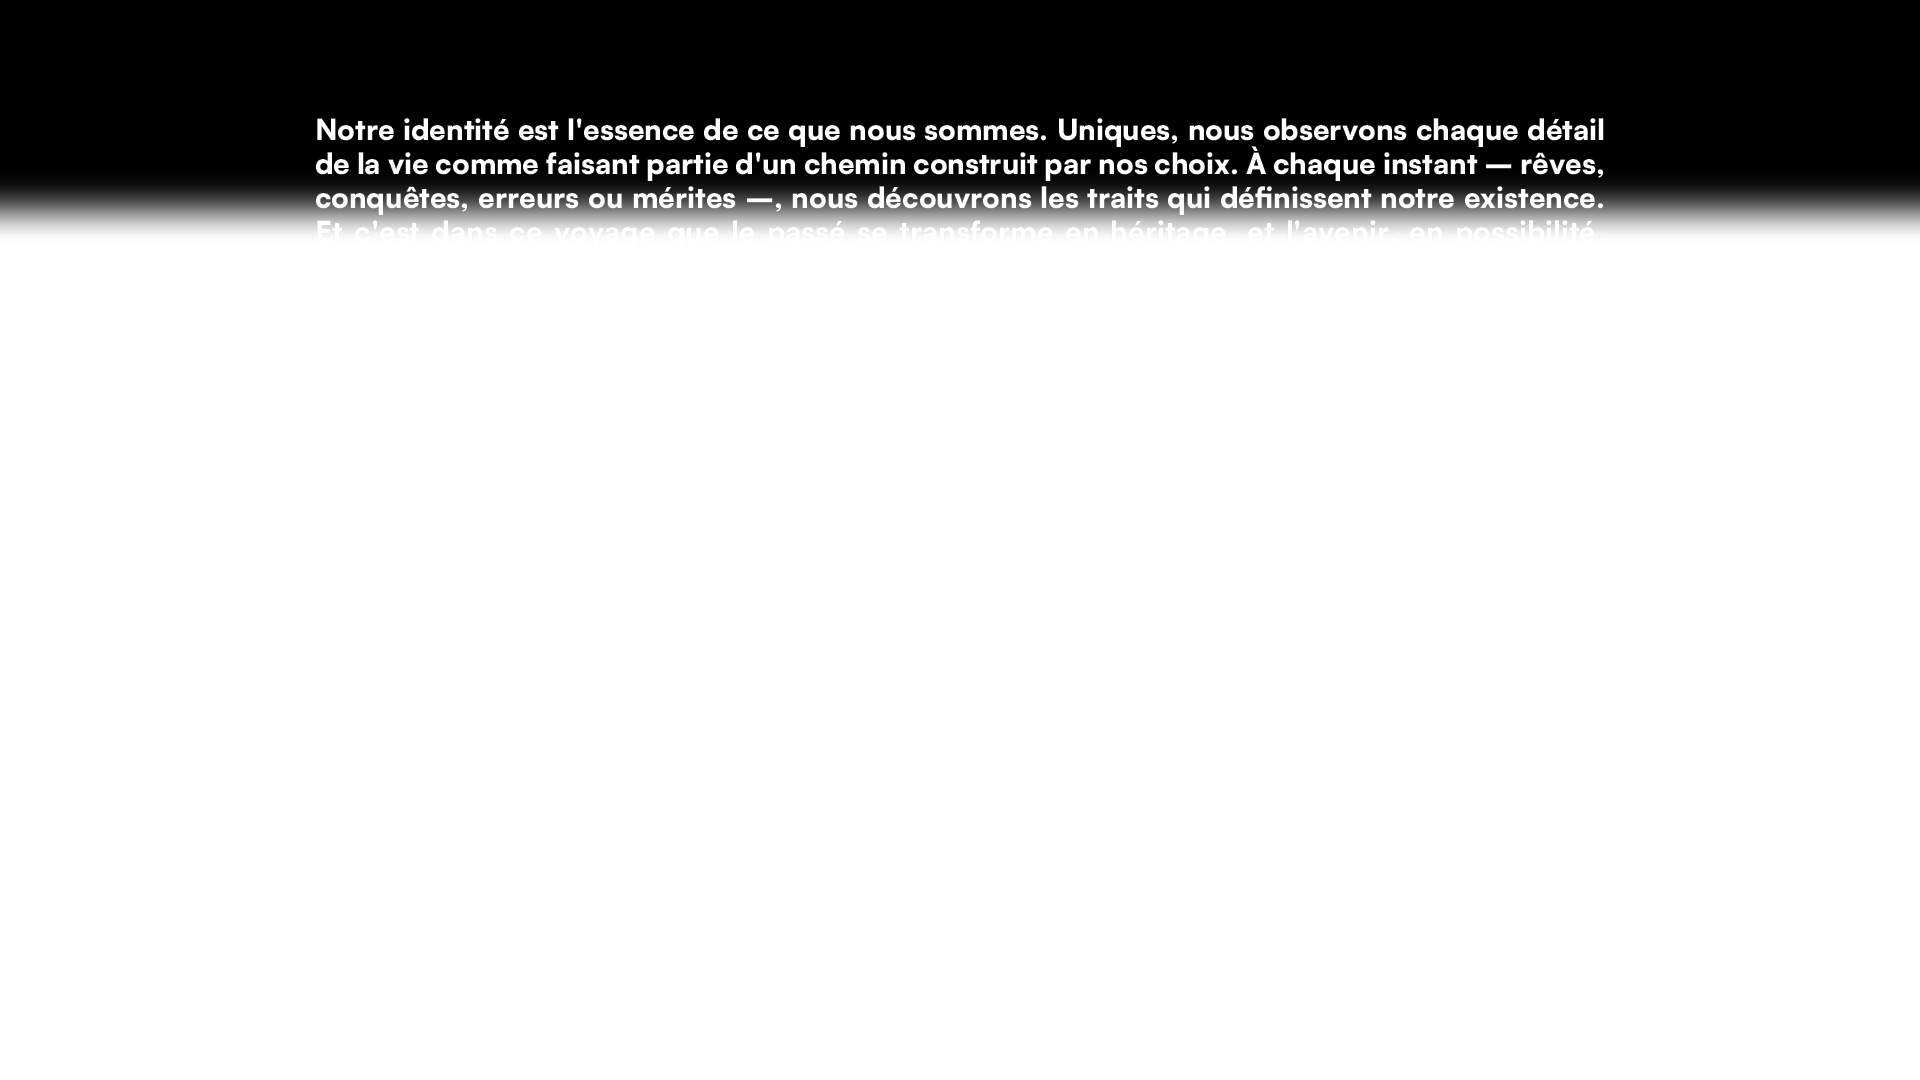 Notre identité est l'essence de ce que nous sommes. Uniques, nous observons chaque détail
de la vie comme faisant partie d'un chemin construit par nos choix. À chaque instant — rêves,
conquêtes, erreurs ou mérites —, nous découvrons les traits qui définissent notre existence.
Et c'est dans ce voyage que le passé se transforme en héritage, et l'avenir, en possibilité.